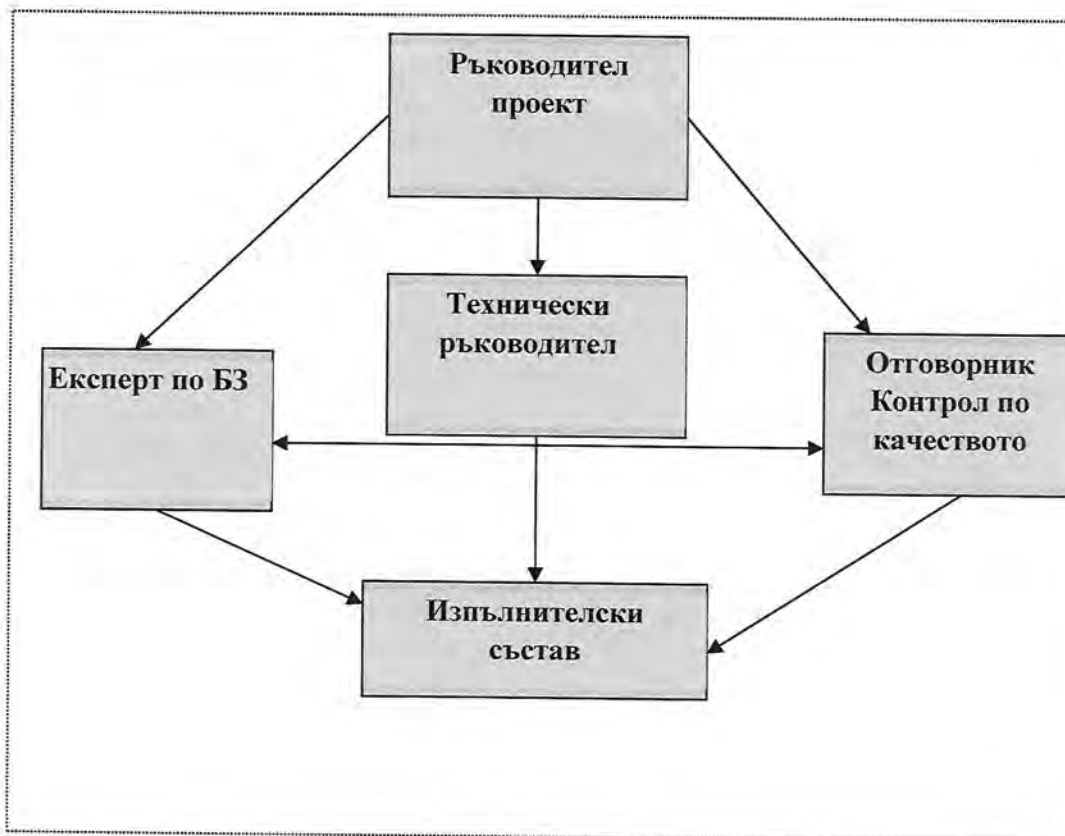 Ръководител
проект
Технически
ръководител
Експерт по БЗ
Отговорник
Контрол по
качеството
Изпълнителски
състав